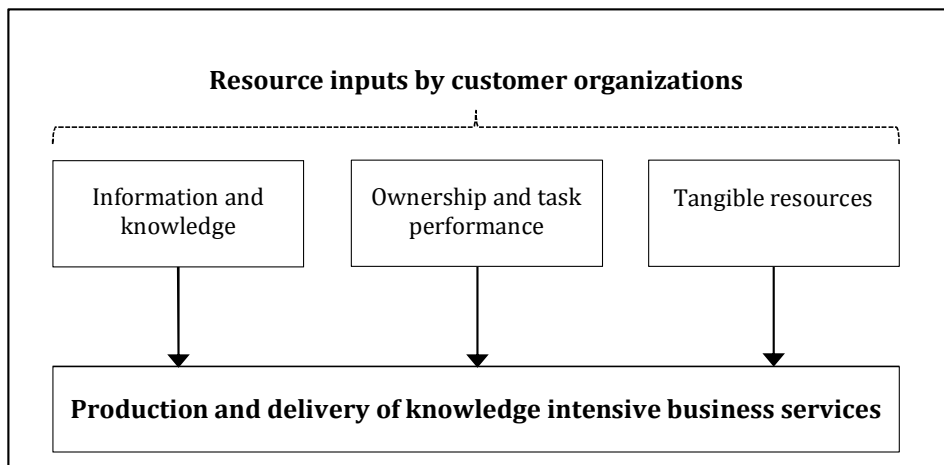 Resource inputs by customer organizations
Information and
knowledge
Ownership and task
performance
Tangible resources
Production and delivery of knowledge intensive business services